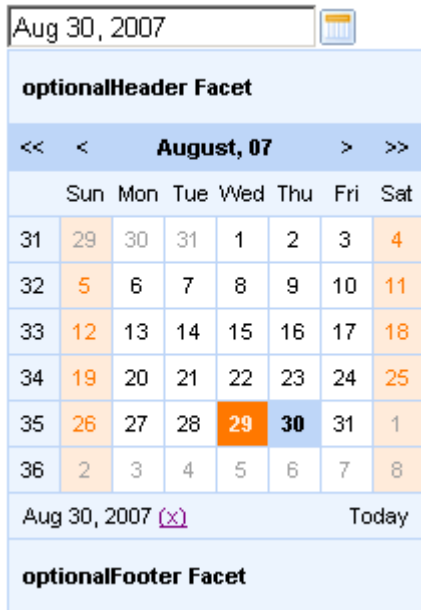 Aug 30, 2007
optionalHeader Facet
<< < August, 07 > >>
Sun Mon Tue Wed Thu Fri Sat
31 29 30 31 1 2 3 4
32 5 6 7 8 9 10 11
33 12 13 14 15 16 17 18
34 19 20 21 22 23 24 25
35 26 27 28 29 30 31 1
36 2 3 4 5 6 7 8
Aug 30, 2007 (x) Today
optionalFooter Facet